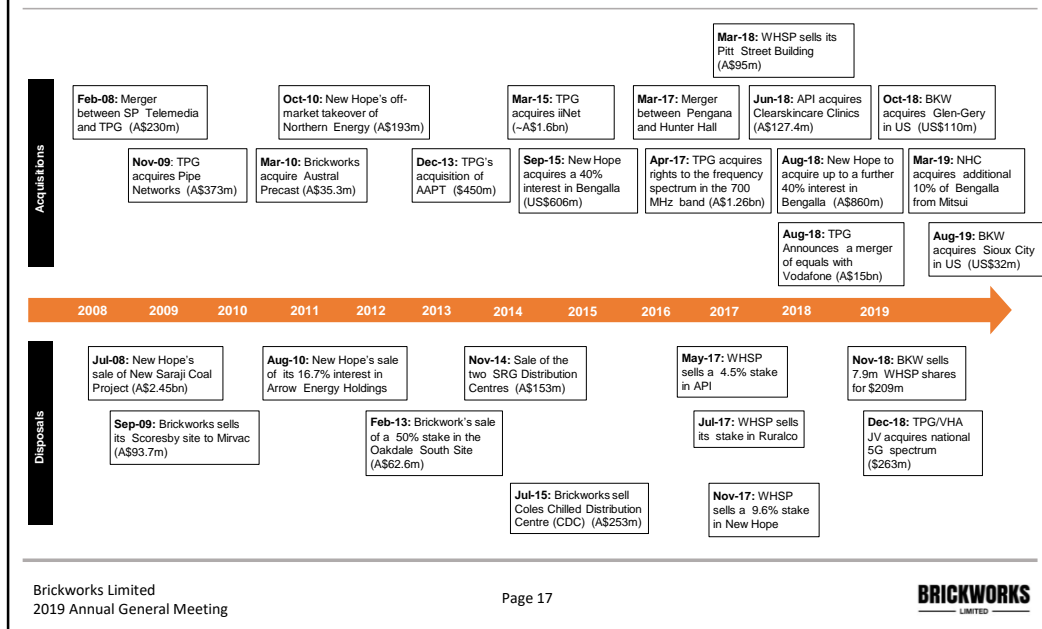 Acquisitions
Mar-18: WHSP sells its
Pitt Street Building
(A$95m)
Feb-08: Merger
between SP Telemedia
and TPG (A$230m)
Oct-10: New Hope's off-
market takeover of
Northern Energy (A$193m)
Mar-15: TPG
acquires iiNet
(~A$1.6bn)
Mar-17: Merger
between Pengana
and Hunter Hall
Jun-18: API acquires
Clearskincare Clinics
(A$127.4m)
Oct-18: BKW
acquires Glen-Gery
in US (US$110m)
Nov-09: TPG
acquires Pipe
Networks (A$373m)
Mar-10: Brickworks
acquire Austral
Precast (A$35.3m)
Dec-13: TPG's
acquisition of
AAPT ($450m)
Sep-15: New Hope
acquires a 40%
interest in Bengalla
(US$606m)
Apr-17: TPG acquires
rights to the frequency
spectrum in the 700
MHz band (A$1.26bn)
Aug-18: New Hope to
acquire up to a further
40% interest in
Bengalla (A$860m)
Mar-19: NHC
acquires additional
10% of Bengalla
from Mitsui
Aug-18: TPG
Announces a merger
of equals with
Vodafone (A$15bn)
Aug-19: BKW
acquires Sioux City
in US (US$32m)
2008 2009 2010 2011 2012 2013 2014 2015 2016 2017 2018 2019
Disposals
Jul-08: New Hope's
sale of New Saraji Coal
Project (A$2.45bn)
Aug-10: New Hope's sale
of its 16.7% interest in
Arrow Energy Holdings
Nov-14: Sale of the
two SRG Distribution
Centres (A$153m)
May-17: WHSP
sells a 4.5% stake
in API
Nov-18: BKW sells
7.9m WHSP shares
for $209m
Sep-09: Brickworks sells
its Scoresby site to Mirvac
(A$93.7m)
Feb-13: Brickwork's sale
of a 50% stake in the
Oakdale South Site
(A$62.6m)
Jul-17: WHSP sells
its stake in Ruralco
Dec-18: TPG/VHA
JV acquires national
5G spectrum
($263m)
Jul-15: Brickworks sell
Coles Chilled Distribution
Centre (CDC) (A$253m)
Nov-17: WHSP
sells a 9.6% stake
in New Hope
Brickworks Limited
2019 Annual General Meeting
Page 17
BRICKWORKS
LIMITED